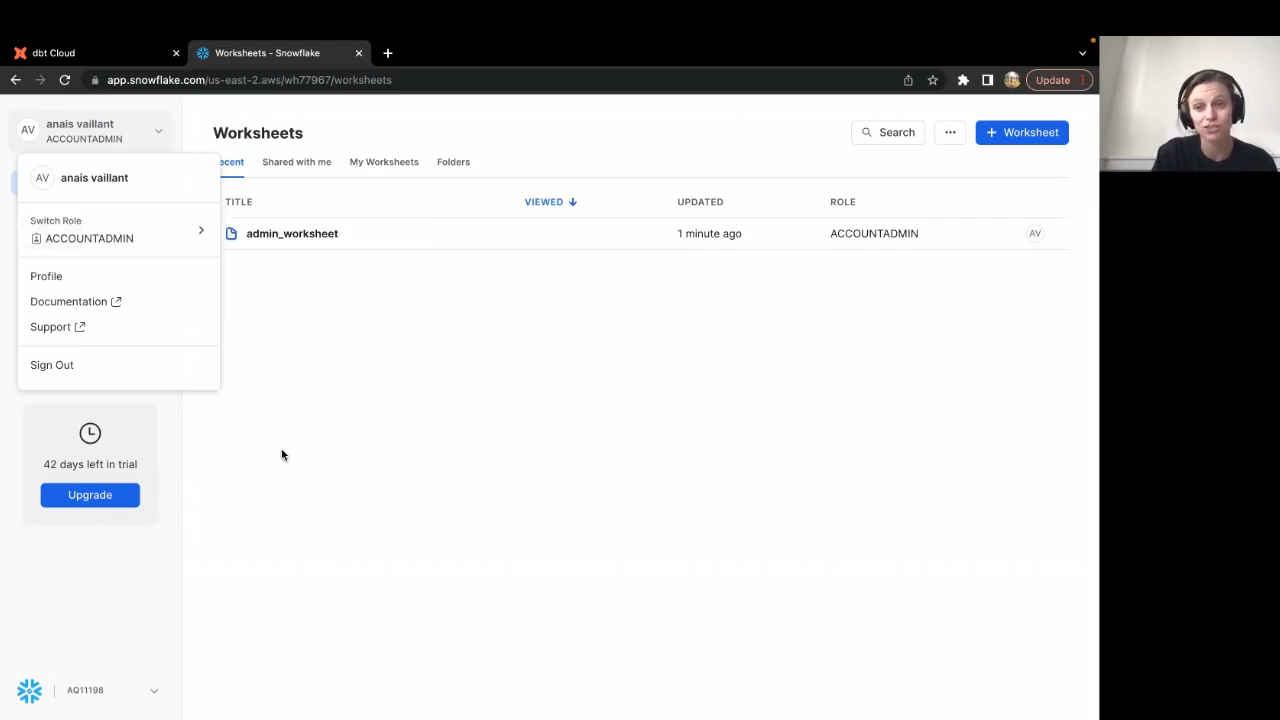 dbt Cloud
Worksheets - Snowflake
app.snowflake.com/us-east-2.aws/wh77967/worksheets
Update
AV
anais vaillant
ACCOUNTADMIN
AV
anais vaillant
Switch Role
ACCOUNTADMIN
Profile
Documentation
Support
Sign Out
42 days left in trial
Upgrade
AQ11198
Worksheets
Search
+ Worksheet
ecent
Shared with me
My Worksheets
Folders
TITLE
VIEWED
UPDATED
ROLE
admin_worksheet
1 minute ago
ACCOUNTADMIN
AV